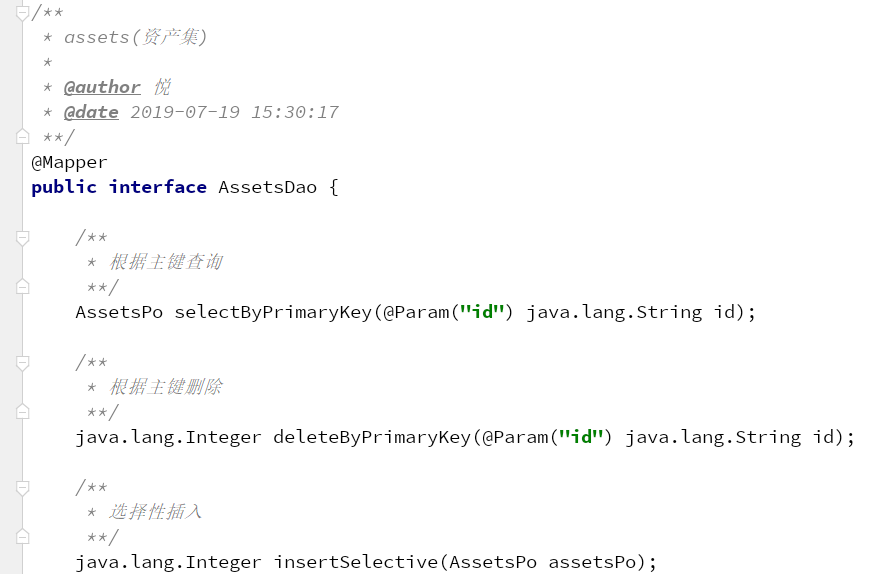 /**
 * assets(资产集)
 *
 * @author 悦
 * @date 2019-07-19 15:30:17
 **/
@Mapper
public interface AssetsDao {
    /**
     * 根据主键查询
     **/
    AssetsPo selectByPrimaryKey(@Param("id") java.lang.String id);
    /**
     * 根据主键删除
     **/
    java.lang.Integer deleteByPrimaryKey(@Param("id") java.lang.String id);
    /**
     * 选择性插入
     **/
    java.lang.Integer insertSelective(AssetsPo assetsPo);